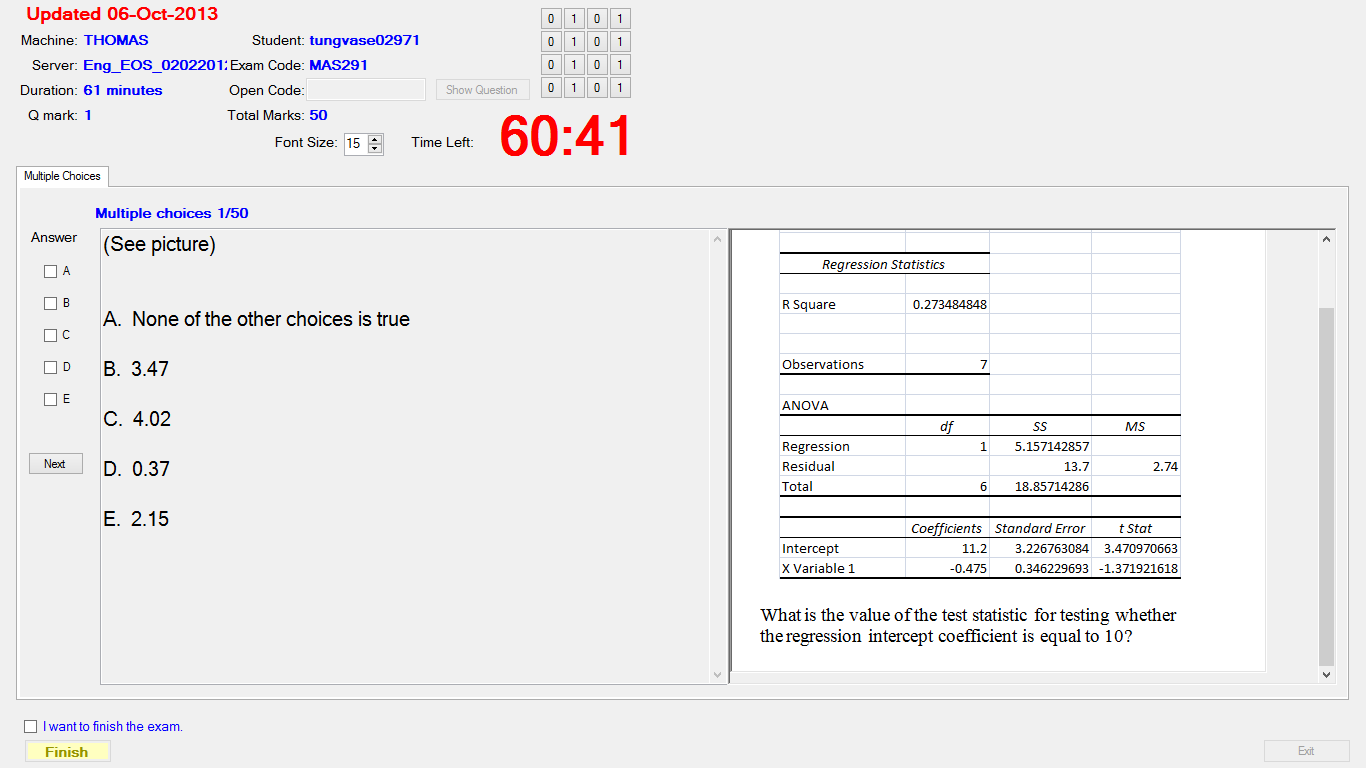 Updated 06-Oct-2013
Machine: THOMAS Student: tungvase02971
Server: Eng_EOS_0202201 Exam Code: MAS291
Duration: 61 minutes Open Code: Show Question
Q mark: 1 Total Marks: 50
0 1 0 1
0 1 0 1
0 1 0 1
0 1 0 1
Font Size: 15 Time Left: 60:41
Multiple Choices
Multiple choices 1/50
Answer
A
B
C
D
E
Next
(See picture)
A. None of the other choices is true
B. 3.47
C. 4.02
D. 0.37
E. 2.15
Regression Statistics
R Square 0.273484848
Observations 7
ANOVA
df SS MS
Regression 1 5.157142857
Residual 13.7 2.74
Total 6 18.85714286
Coefficients Standard Error t Stat
Intercept 11.2 3.226763084 3.470970663
X Variable 1 -0.475 0.346229693 -1.371921618
What is the value of the test statistic for testing whether
the regression intercept coefficient is equal to 10?
I want to finish the exam.
Finish
Exit